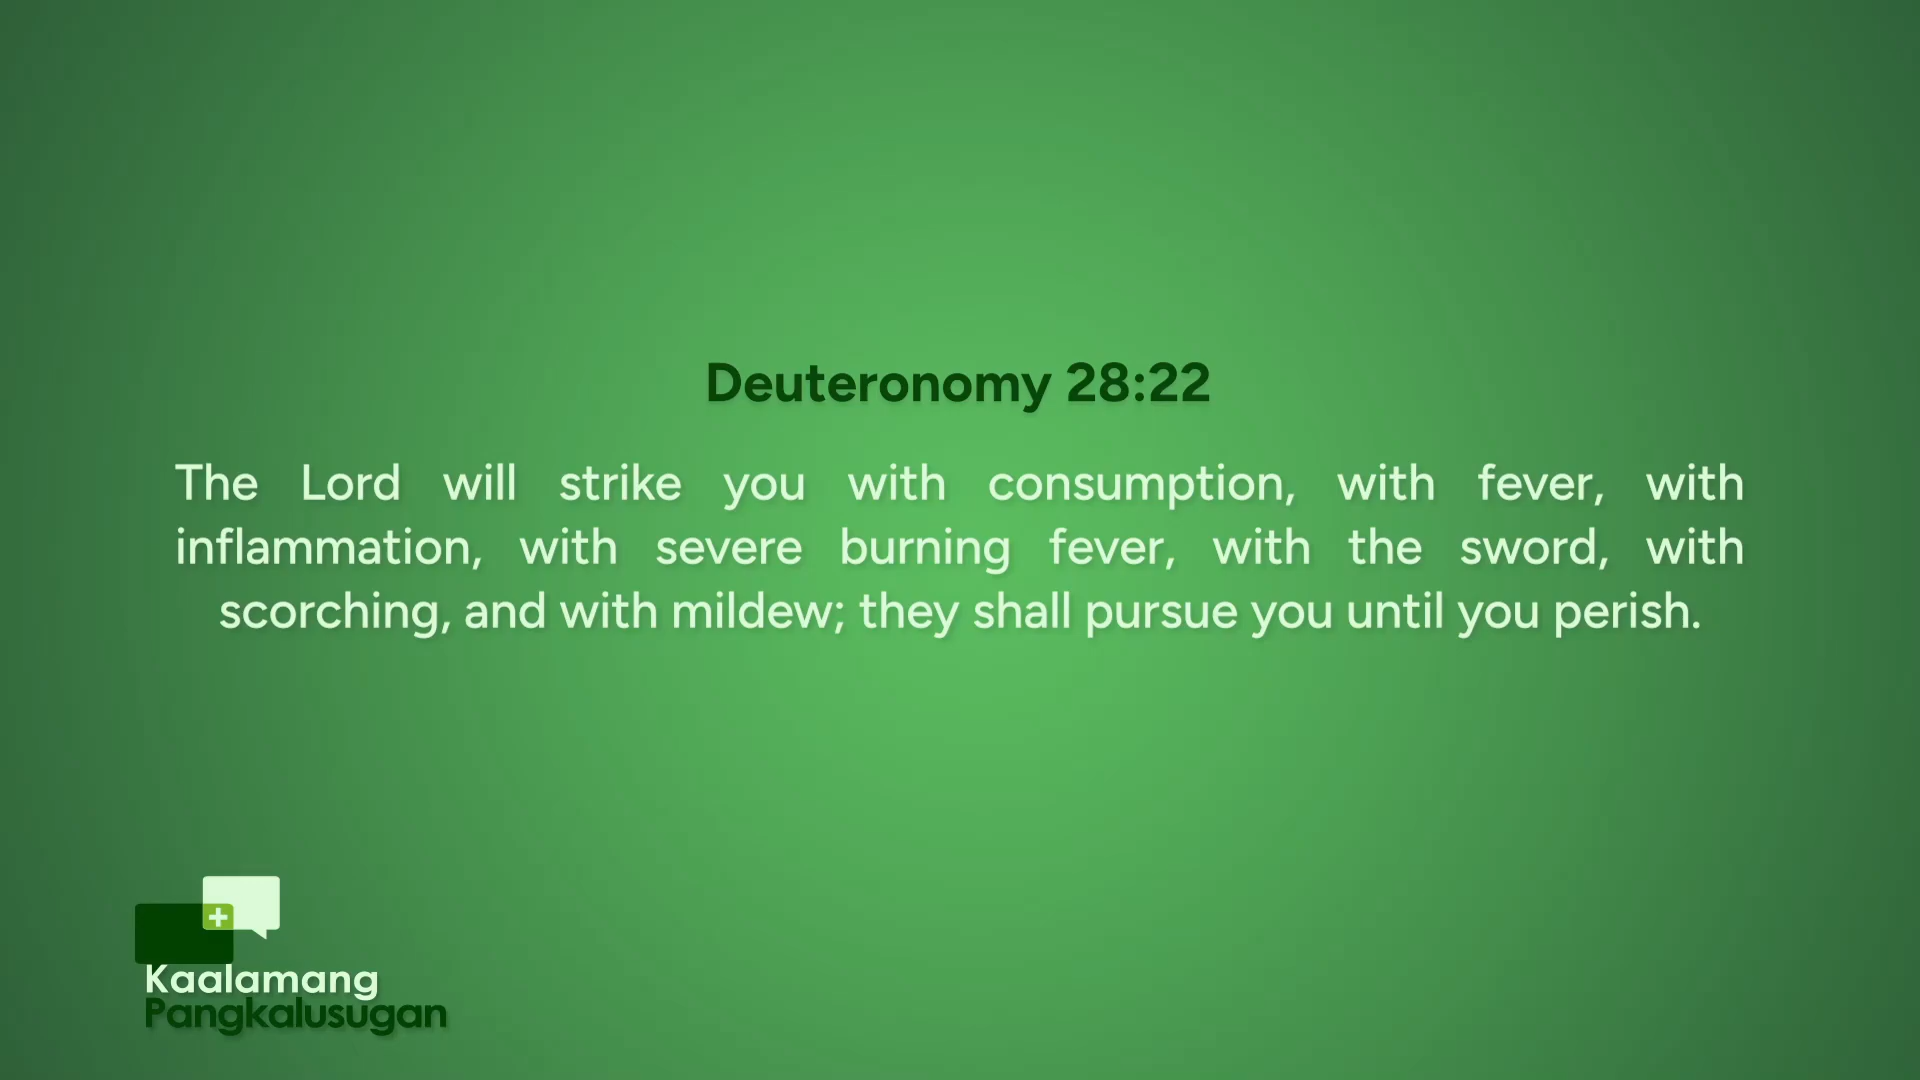 Deuteronomy 28:22
The Lord will strike you with consumption, with fever, with
inflammation, with severe burning fever, with the sword, with
scorching, and with mildew; they shall pursue you until you perish.
Kaalamang
Pangkalusugan